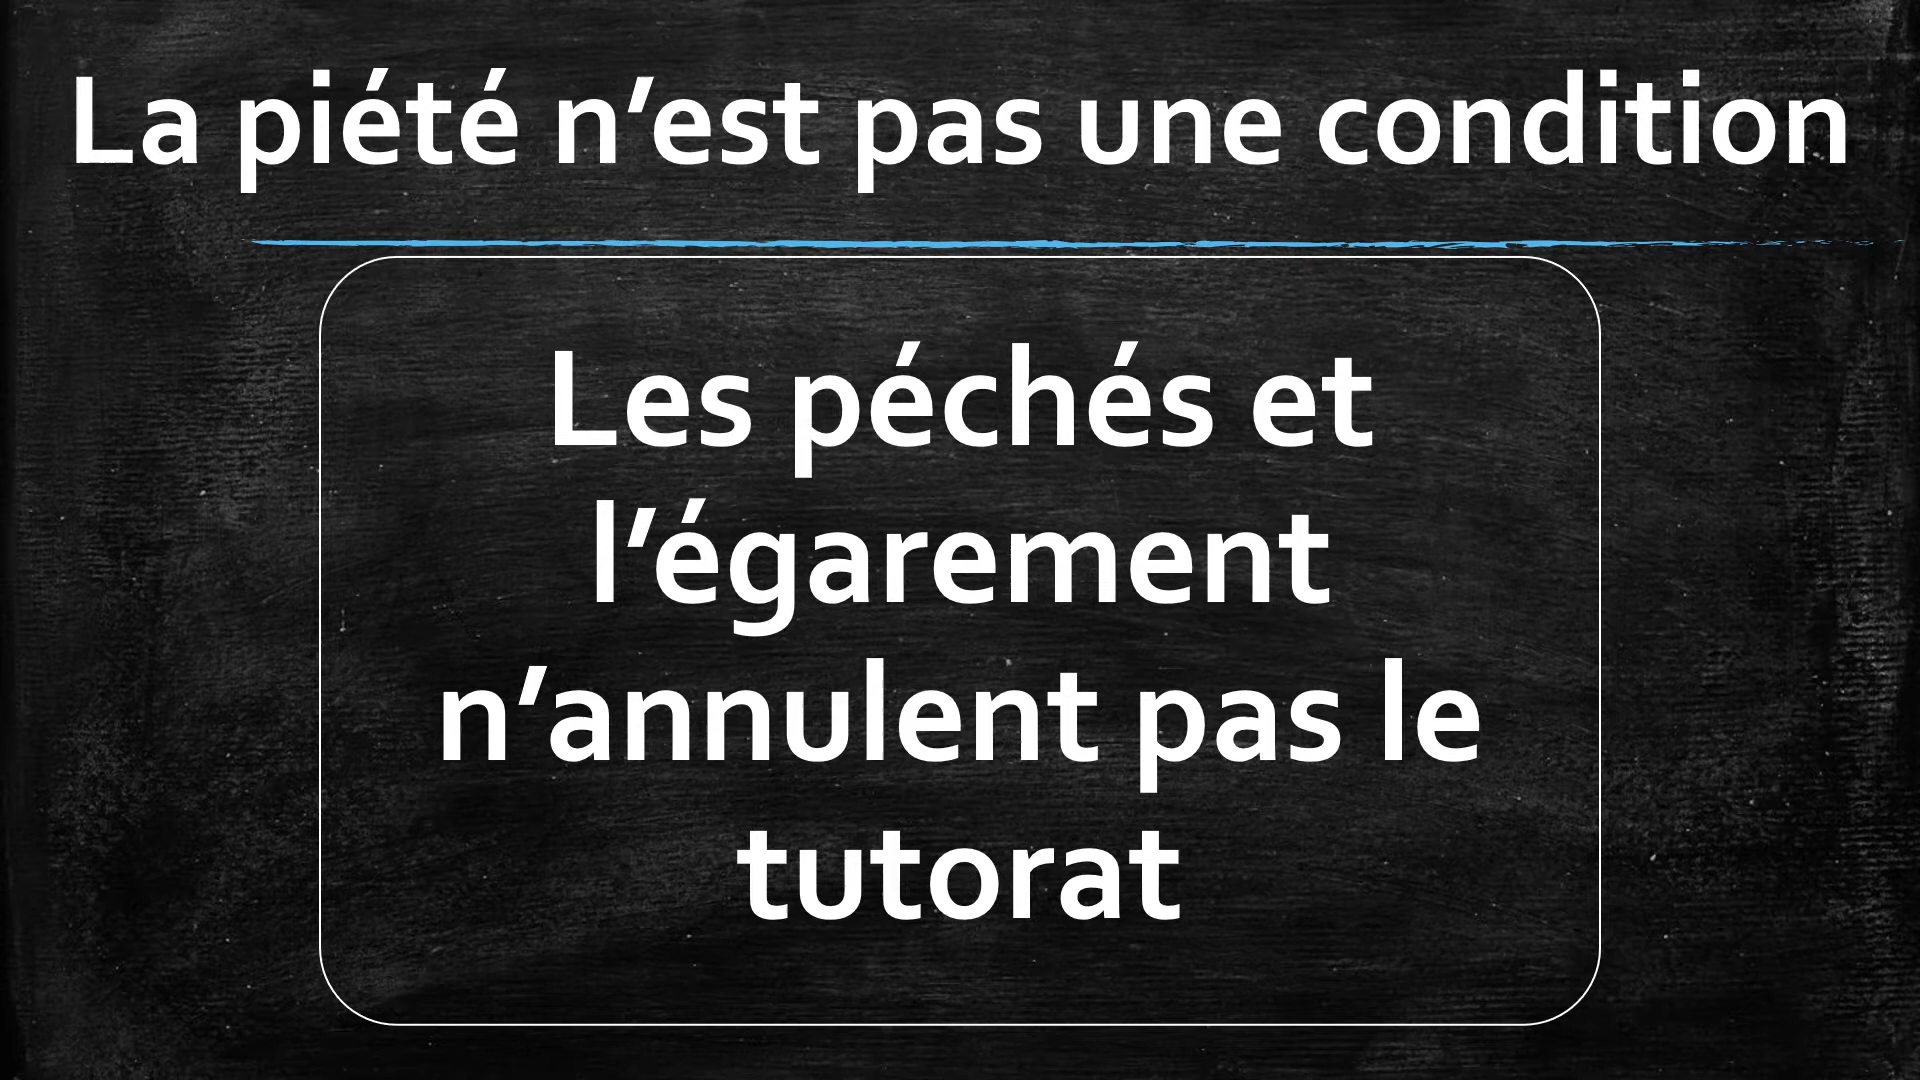 La piété n’est pas une condition
Les péchés et
l’égarement
n’annulent pas le
tutorat